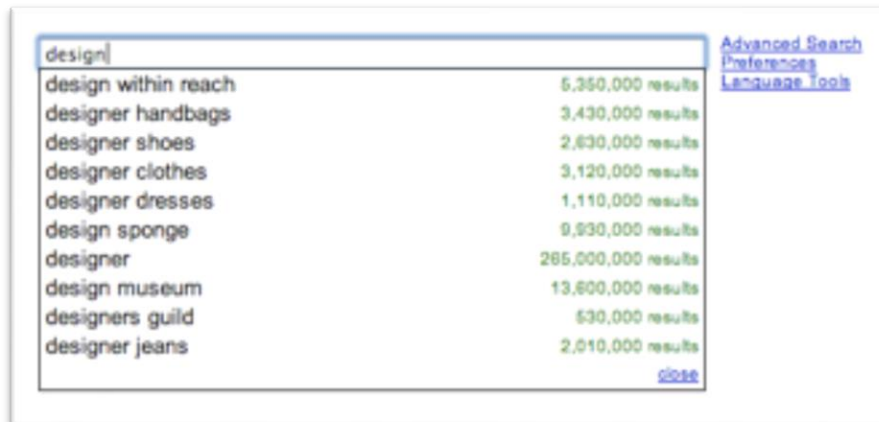 design
Advanced Search
Preferences
Language Tools
design within reach 5,350,000 results
designer handbags 3,430,000 results
designer shoes 2,630,000 results
designer clothes 3,120,000 results
designer dresses 1,110,000 results
design sponge 9,930,000 results
designer 265,000,000 results
design museum 13,600,000 results
designers guild 530,000 results
designer jeans 2,010,000 results
close